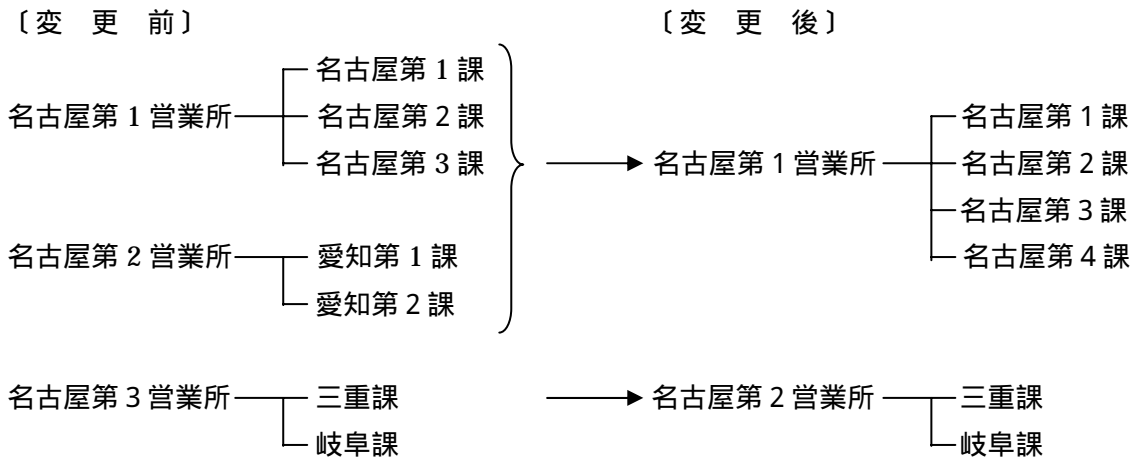 〔変 更 前〕 〔変 更 後〕
名古屋第1課
名古屋第1営業所 名古屋第2課 名古屋第1課
名古屋第3課 名古屋第1営業所 名古屋第2課
名古屋第3課
名古屋第2営業所 愛知第1課 名古屋第4課
愛知第2課
名古屋第3営業所 三重課 名古屋第2営業所 三重課
岐阜課 岐阜課